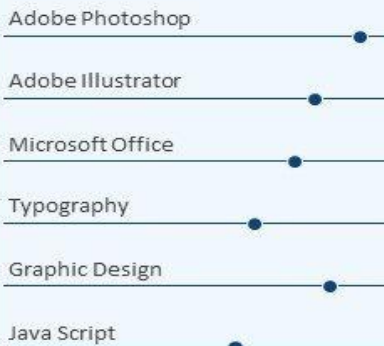 Adobe Photoshop
Adobe Illustrator
Microsoft Office
Typography
Graphic Design
Java Script